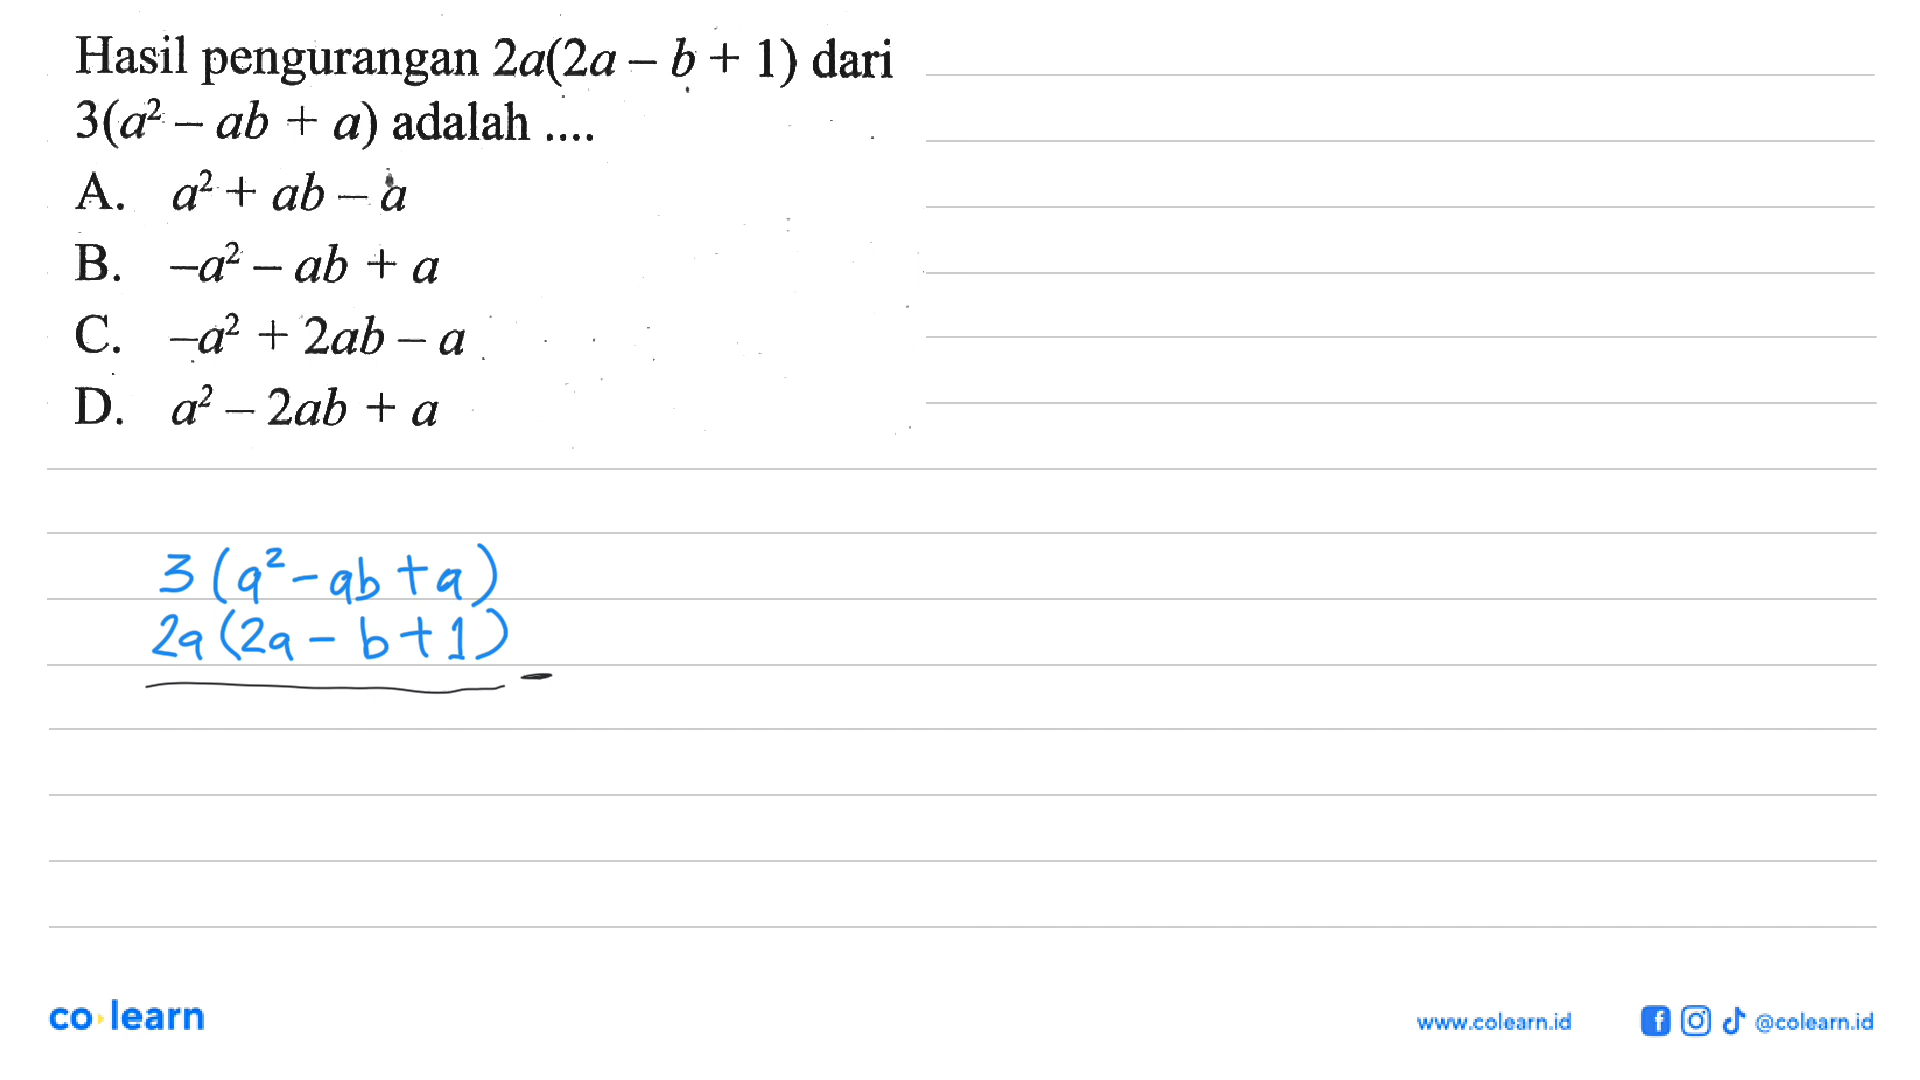 Hasil pengurangan 2a(2a – b + 1) dari
3(a² – ab + a) adalah ....
A. a² + ab – a
B. –a² – ab + a
C. –a² + 2ab – a
D. a² – 2ab + a
3 (a² - ab + a)
2a (2a - b + 1)
–
co learn
www.colearn.id
@colearn.id